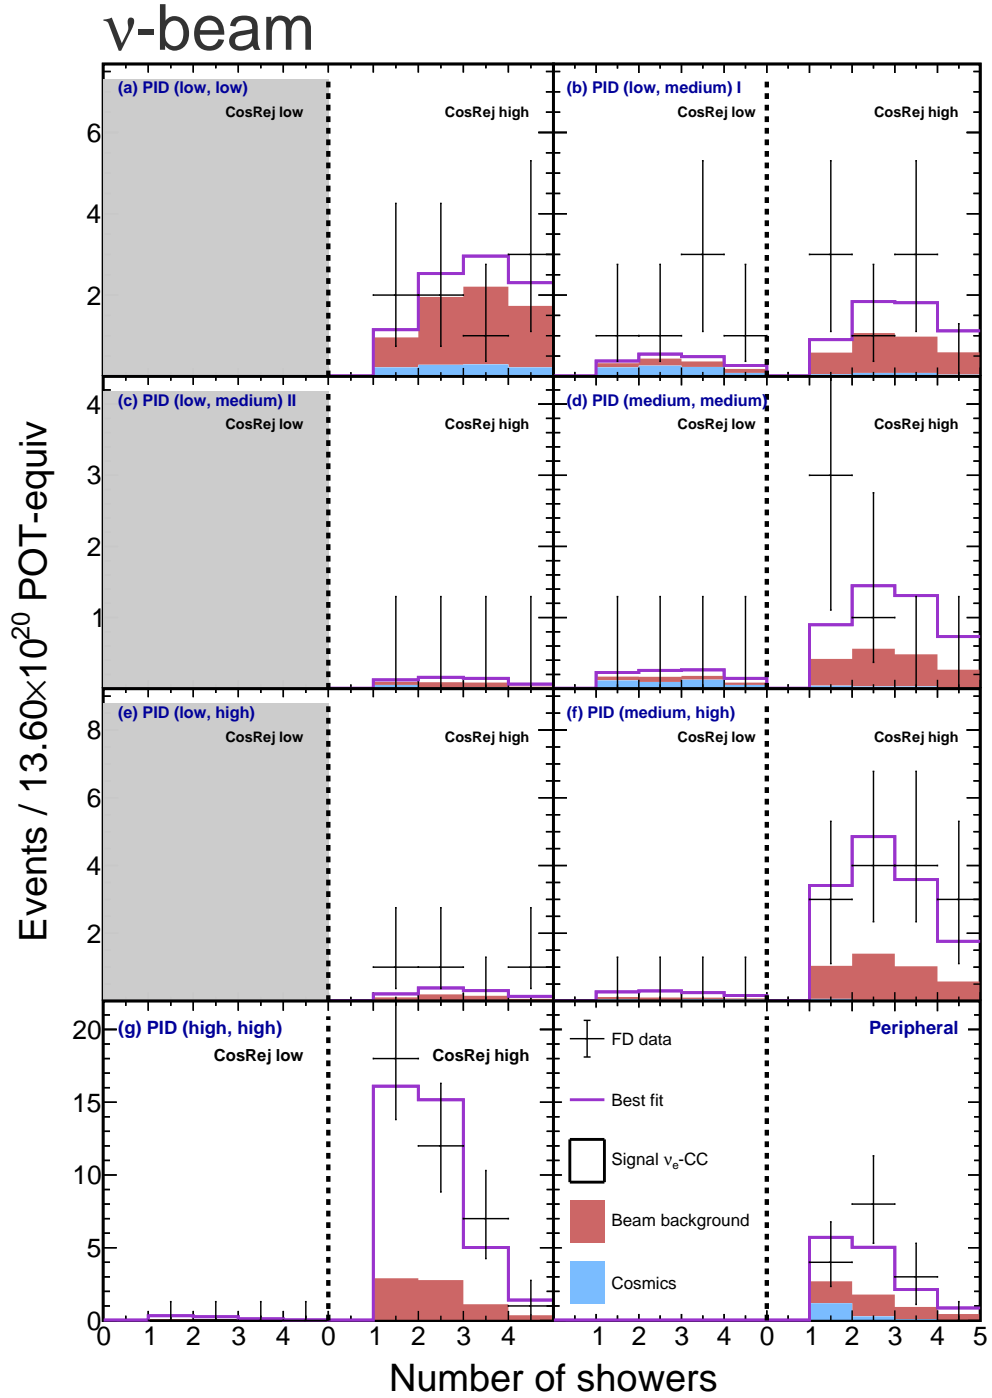 ν-beam
(a) PID (low, low)
CosRej low
CosRej high
(b) PID (low, medium) I
CosRej low
CosRej high
6
4
2
(c) PID (low, medium) II
CosRej low
CosRej high
(d) PID (medium, medium)
CosRej low
CosRej high
4
3
2
1
Events / 13.60×10²⁰ POT-equiv
(e) PID (low, high)
CosRej low
CosRej high
(f) PID (medium, high)
CosRej low
CosRej high
8
6
4
2
(g) PID (high, high)
CosRej low
CosRej high
20
15
10
5
0
FD data
Best fit
Signal νₑ-CC
Beam background
Cosmics
Peripheral
0 1 2 3 4 0 1 2 3 4 1 2 3 4 0 1 2 3 4 5
Number of showers